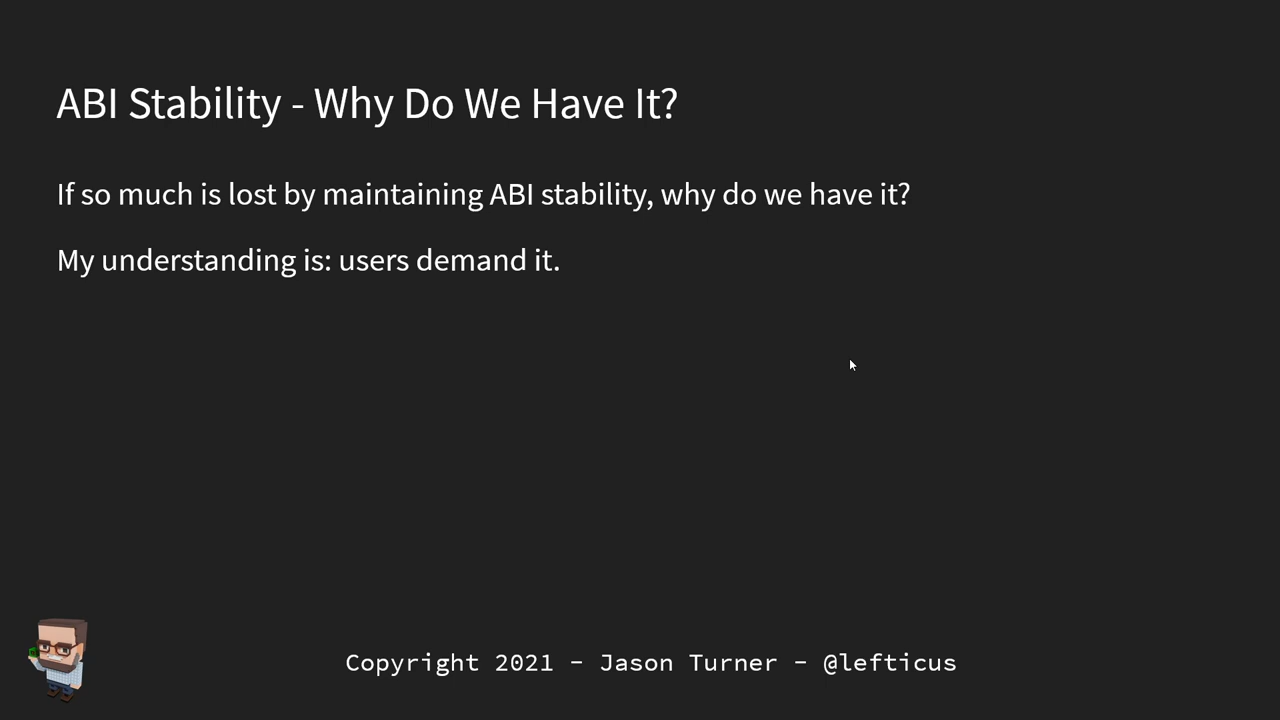 ABI Stability - Why Do We Have It?
If so much is lost by maintaining ABI stability, why do we have it?
My understanding is: users demand it.
Copyright 2021 - Jason Turner - @lefticus